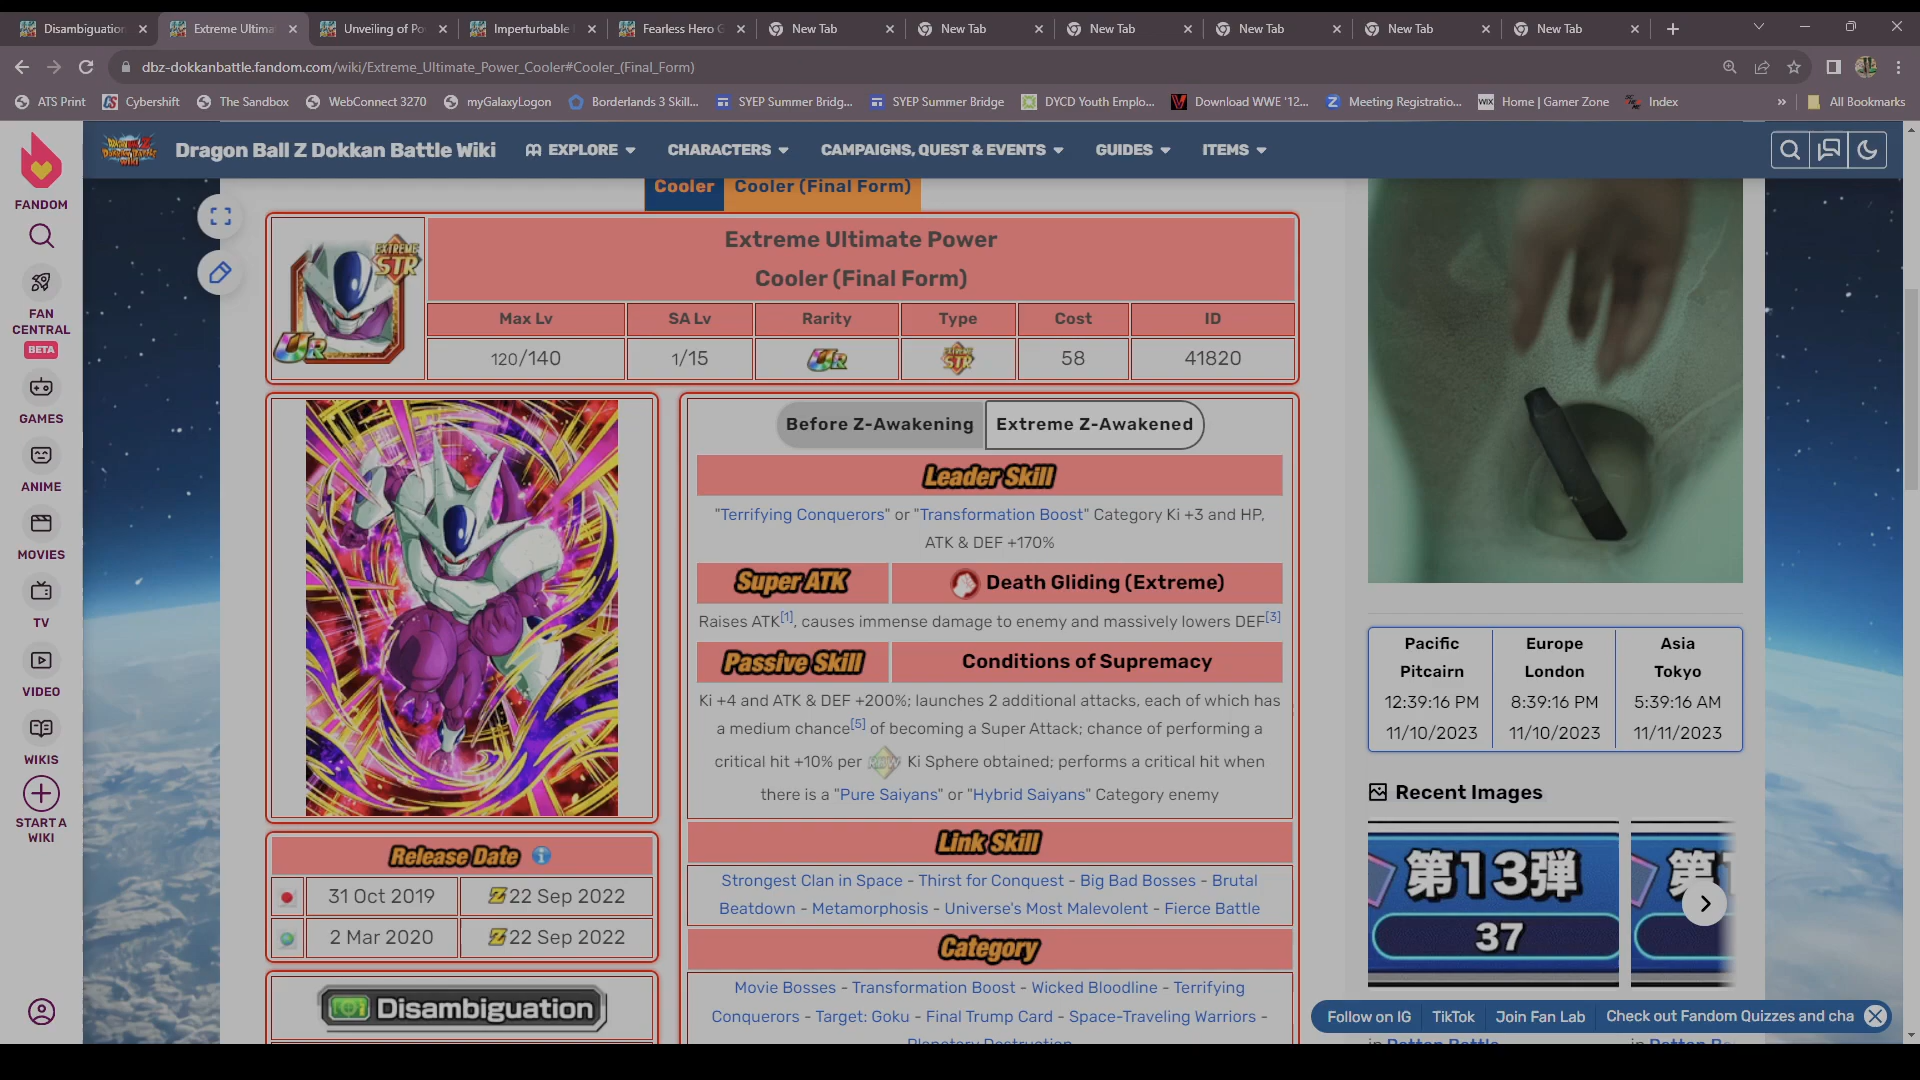 Disambiguation
Extreme Ultima
Unveiling of Po
Imperturbable
Fearless Hero G
New Tab
New Tab
New Tab
New Tab
New Tab
New Tab
dbz-dokkanbattle.fandom.com/wiki/Extreme_Ultimate_Power_Cooler#Cooler_(Final_Form)
ATS Print
Cybershift
The Sandbox
WebConnect 3270
myGalaxyLogon
Borderlands 3 Skill...
SYEP Summer Bridg...
SYEP Summer Bridge
DYCD Youth Emplo...
Download WWE '12...
Meeting Registratio...
Home | Gamer Zone
Index
All Bookmarks
Dragon Ball Z Dokkan Battle Wiki
EXPLORE
CHARACTERS
CAMPAIGNS, QUEST & EVENTS
GUIDES
ITEMS
FANDOM
FAN
CENTRAL
BETA
GAMES
ANIME
MOVIES
TV
VIDEO
WIKIS
START A
WIKI
Cooler
Cooler (Final Form)
EXTREME
STR
UR
Extreme Ultimate Power
Cooler (Final Form)
Max Lv
SA Lv
Rarity
Type
Cost
ID
120/140
1/15
UR
EXTREME
STR
58
41820
Before Z-Awakening
Extreme Z-Awakened
Leader Skill
"Terrifying Conquerors" or "Transformation Boost" Category Ki +3 and HP,
ATK & DEF +170%
Super ATK
Death Gliding (Extreme)
Raises ATK[1], causes immense damage to enemy and massively lowers DEF[3]
Passive Skill
Conditions of Supremacy
Ki +4 and ATK & DEF +200%; launches 2 additional attacks, each of which has
a medium chance[5] of becoming a Super Attack; chance of performing a
critical hit +10% per Ki Sphere obtained; performs a critical hit when
there is a "Pure Saiyans" or "Hybrid Saiyans" Category enemy
Link Skill
Strongest Clan in Space - Thirst for Conquest - Big Bad Bosses - Brutal
Beatdown - Metamorphosis - Universe's Most Malevolent - Fierce Battle
Category
Movie Bosses - Transformation Boost - Wicked Bloodline - Terrifying
Conquerors - Target: Goku - Final Trump Card - Space-Traveling Warriors -
Planetary Destruction
Release Date
31 Oct 2019
Z 22 Sep 2022
2 Mar 2020
Z 22 Sep 2022
Disambiguation
Pacific
Pitcairn
12:39:16 PM
11/10/2023
Europe
London
8:39:16 PM
11/10/2023
Asia
Tokyo
5:39:16 AM
11/11/2023
Recent Images
第13弾
37
第1
Follow on IG
TikTok
Join Fan Lab
Check out Fandom Quizzes and cha